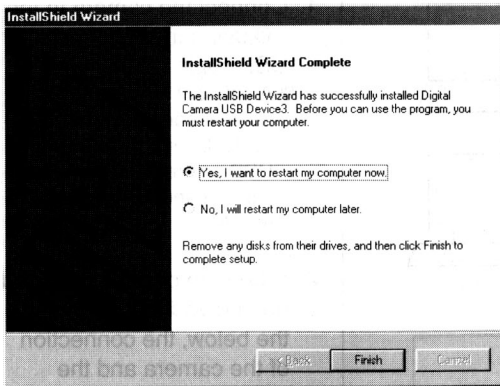 InstallShield Wizard
InstallShield Wizard Complete
The InstallShield Wizard has successfully installed Digital
Camera USB Device3. Before you can use the program, you
must restart your computer.
Yes, I want to restart my computer now.
No, I will restart my computer later.
Remove any disks from their drives, and then click Finish to
complete setup.
the below, the connection
of the camera and the
< Back
Finish
Cancel